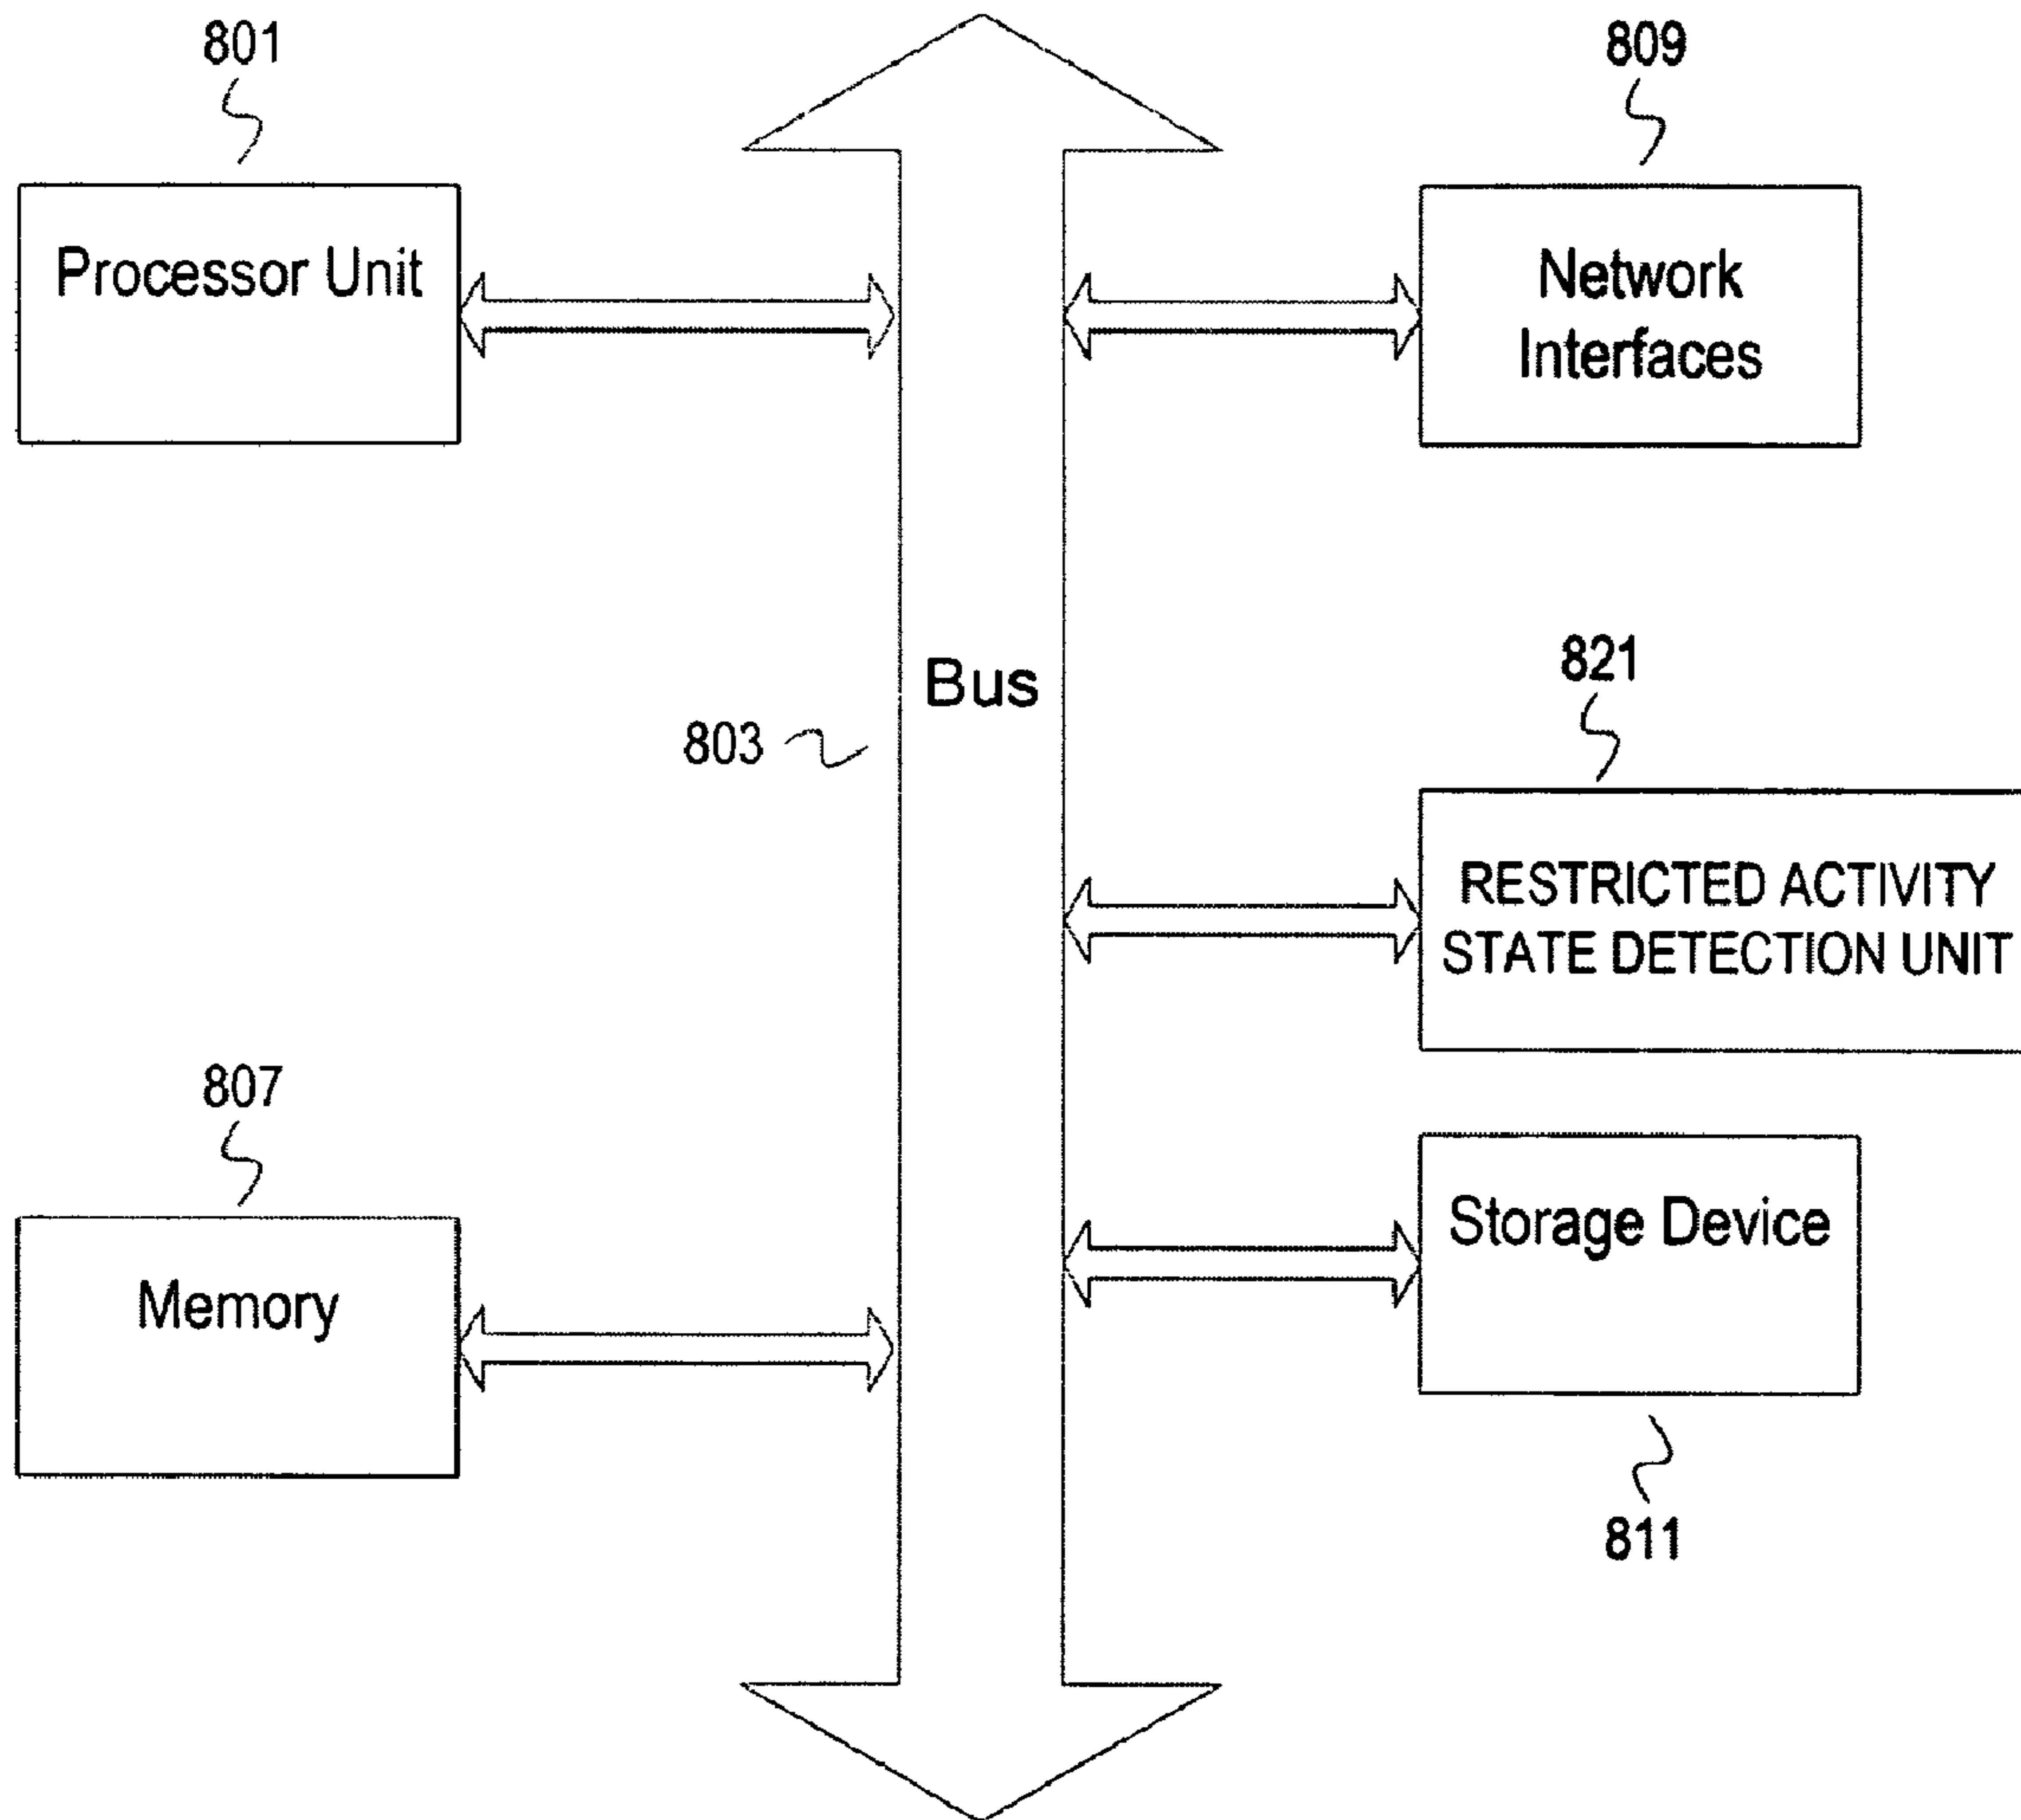 801
Processor Unit
809
Network
Interfaces
Bus
803
821
RESTRICTED ACTIVITY
STATE DETECTION UNIT
807
Memory
Storage Device
811